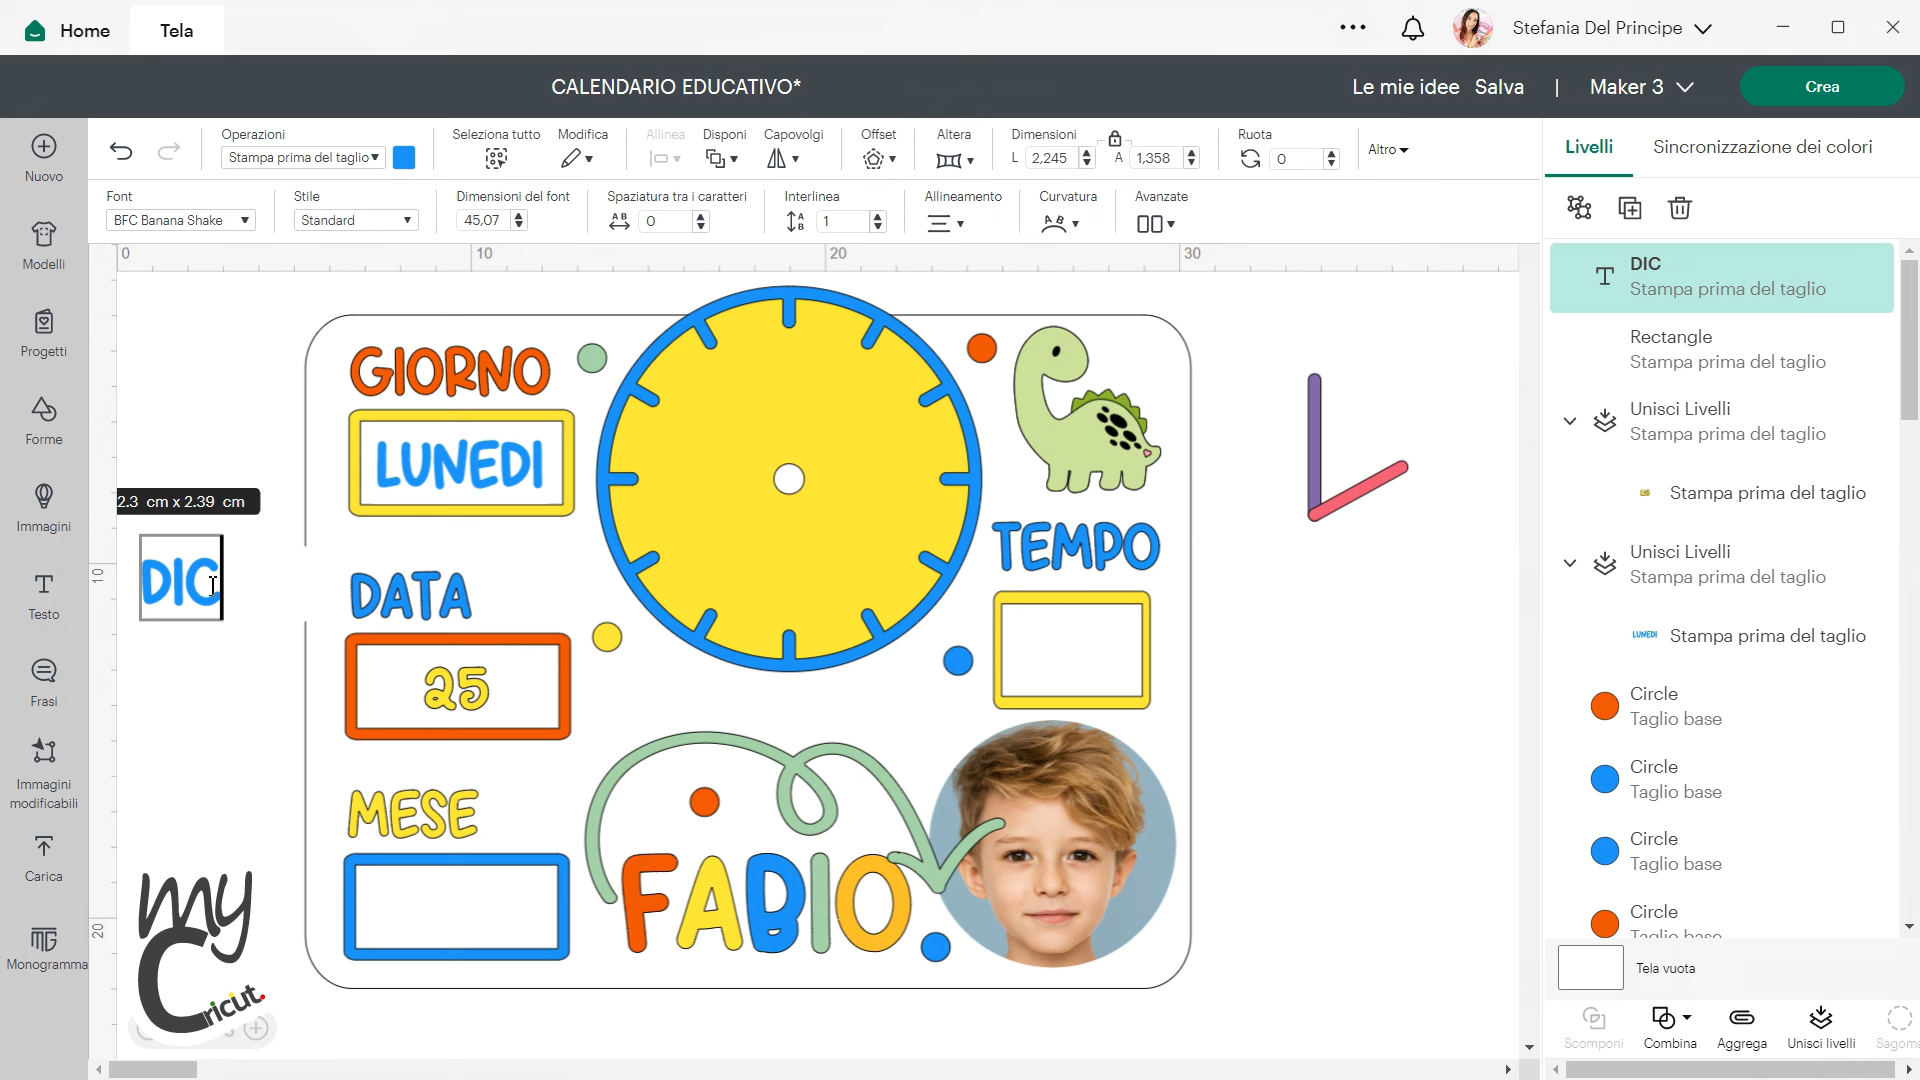 Home
Tela
Stefania Del Principe
CALENDARIO EDUCATIVO*
Le mie idee Salva | Maker 3
Crea
Nuovo
Modelli
Progetti
Forme
Immagini
Testo
Frasi
Immagini
modificabili
Carica
Monogramma
Operazioni
Stampa prima del taglio
Seleziona tutto
Modifica
Allinea
Disponi
Capovolgi
Offset
Altera
Dimensioni
L 2,245
A 1,358
Ruota
0
Altro
Font
BFC Banana Shake
Stile
Standard
Dimensioni del font
45,07
Spaziatura tra i caratteri
0
Interlinea
1
Allineamento
Curvatura
Avanzate
0 10 20 30
10
20
2.3 cm x 2.39 cm
DIC
GIORNO
LUNEDI
DATA
25
MESE
TEMPO
FABIO
my
Cricut.
Livelli
Sincronizzazione dei colori
DIC
Stampa prima del taglio
Rectangle
Stampa prima del taglio
Unisci Livelli
Stampa prima del taglio
25
Stampa prima del taglio
Unisci Livelli
Stampa prima del taglio
LUNEDI
Stampa prima del taglio
Circle
Taglio base
Circle
Taglio base
Circle
Taglio base
Circle
Taglio base
Tela vuota
Scomponi
Combina
Aggrega
Unisci livelli
Sagoma